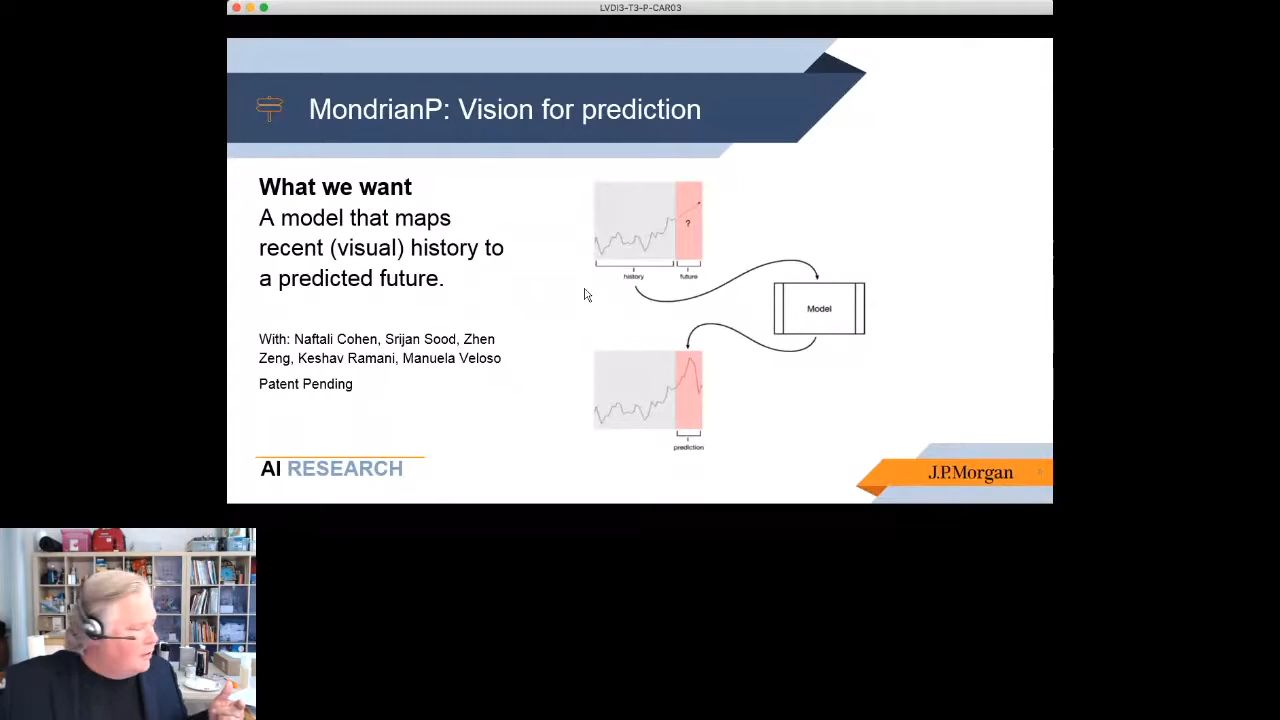 LVDI3-T3-P-CAR03
MondrianP: Vision for prediction
What we want
A model that maps
recent (visual) history to
a predicted future.
With: Naftali Cohen, Srijan Sood, Zhen
Zeng, Keshav Ramani, Manuela Veloso
Patent Pending
?
history
future
Model
prediction
AI RESEARCH
J.P.Morgan